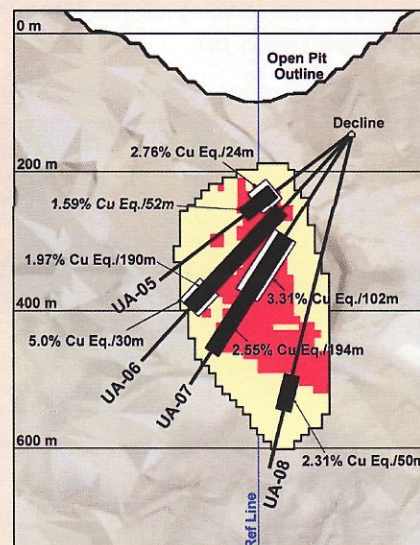 0 m
Open Pit
Outline
Decline
2.76% Cu Eq./24m
200 m
1.59% Cu Eq./52m
1.97% Cu Eq./190m
UA-05
3.31% Cu Eq./102m
400 m
5.0% Cu Eq./30m
2.55% Cu Eq./194m
UA-06
UA-07
600 m
2.31% Cu Eq./50m
UA-08
Ref Line